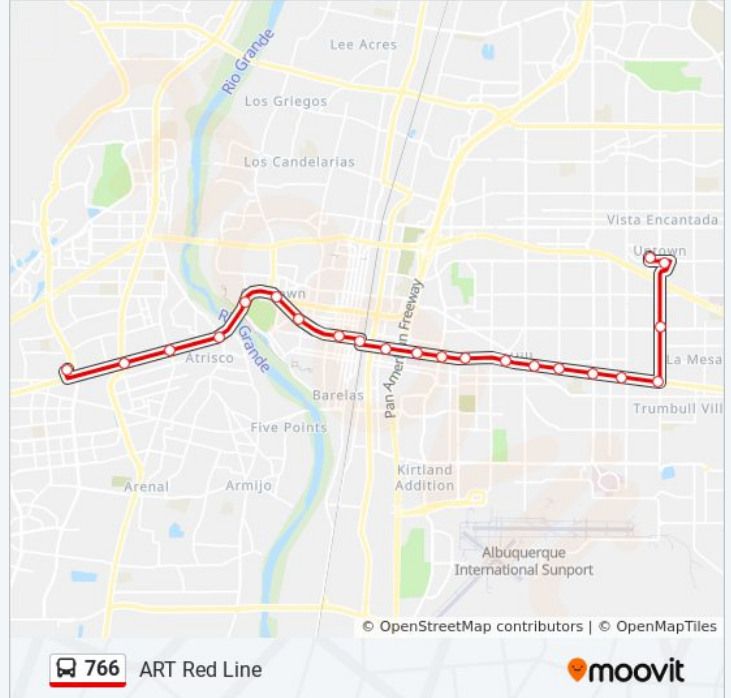 Rio Grande
Lee Acres
Los Griegos
Los Candelarias
Vista Encantada
Uptown
Pan American Freeway
Rio Grande
Atrisco
La Mesa
Barelas
Trumbull Vill
Five Points
Kirtland
Addition
Arenal
Armijo
Albuquerque
International Sunport
© OpenStreetMap contributors | © OpenMapTiles
766 ART Red Line
moovit